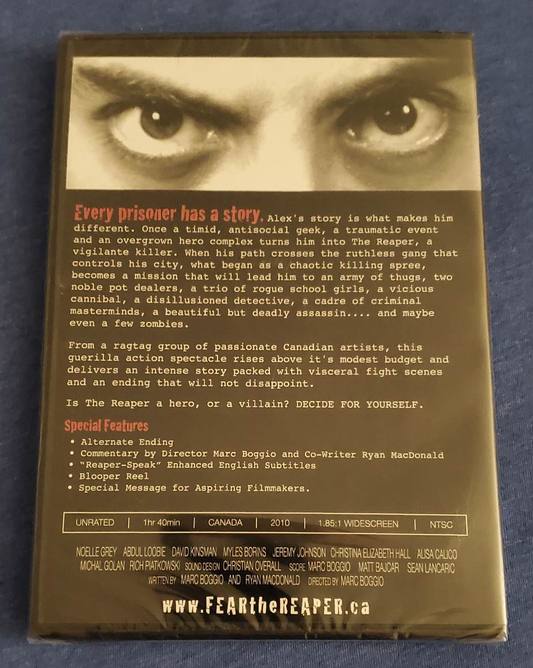 Every prisoner has a story. Alex's story is what makes him
different. Once a timid, antisocial geek, a traumatic event
and an overgrown hero complex turns him into The Reaper, a
vigilante killer. When his path crosses the ruthless gang that
controls his city, what began as a chaotic killing spree,
becomes a mission that will lead him to an army of thugs, two
noble pot dealers, a trio of rogue school girls, a vicious
cannibal, a disillusioned detective, a cadre of criminal
masterminds, a beautiful but deadly assassin.... and maybe
even a few zombies.
From a ragtag group of passionate Canadian artists, this
guerilla action spectacle rises above it's modest budget and
delivers an intense story packed with visceral fight scenes
and an ending that will not disappoint.
Is The Reaper a hero, or a villain? DECIDE FOR YOURSELF.
Special Features
• Alternate Ending
• Commentary by Director Marc Boggio and Co-Writer Ryan MacDonald
• "Reaper-Speak" Enhanced English Subtitles
• Blooper Reel
• Special Message for Aspiring Filmmakers.
UNRATED | 1hr 40min | CANADA | 2010 | 1.85:1 WIDESCREEN | NTSC
NOELLE GREY ABDUL LOOBIE DAVID KINSMAN MYLES BORINS JEREMY JOHNSON CHRISTINA ELIZABETH HALL ALISA CALICO
MICHAL GOLAN RICH PIATKOWSKI SOUND DESIGN CHRISTIAN OVERALL SCORE MARC BOGGIO MATT BAJCAR SEAN LANCARIC
WRITTEN BY MARC BOGGIO AND RYAN MACDONALD DIRECTED BY MARC BOGGIO
www.FEARtheREAPER.ca